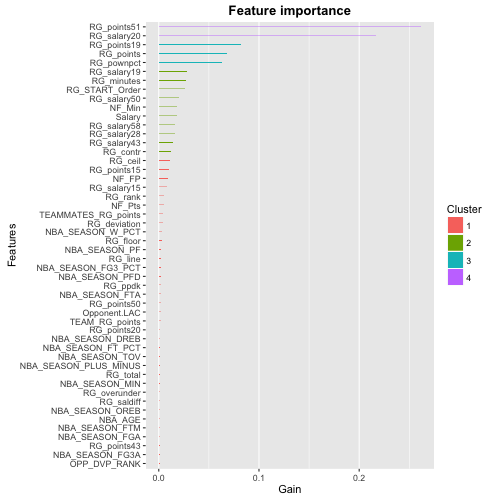 Feature importance
RG_points51
RG_salary20
RG_points19
RG_points
RG_pownpct
RG_salary19
RG_minutes
RG_START_Order
RG_salary50
NF_Min
Salary
RG_salary58
RG_salary28
RG_salary43
RG_contr
RG_ceil
RG_points15
NF_FP
RG_salary15
RG_rank
NF_Pts
TEAMMATES_RG_points
RG_deviation
NBA_SEASON_W_PCT
RG_floor
NBA_SEASON_PF
RG_line
NBA_SEASON_FG3_PCT
NBA_SEASON_PFD
RG_ppdk
NBA_SEASON_FTA
RG_points50
Opponent.LAC
TEAM_RG_points
RG_points20
NBA_SEASON_DREB
NBA_SEASON_FT_PCT
NBA_SEASON_TOV
NBA_SEASON_PLUS_MINUS
RG_total
NBA_SEASON_MIN
RG_overunder
RG_saldiff
NBA_SEASON_OREB
NBA_AGE
NBA_SEASON_FTM
NBA_SEASON_FGA
RG_points43
NBA_SEASON_FG3A
OPP_DVP_RANK
Features
0.0 0.1 0.2
Gain
Cluster
1
2
3
4